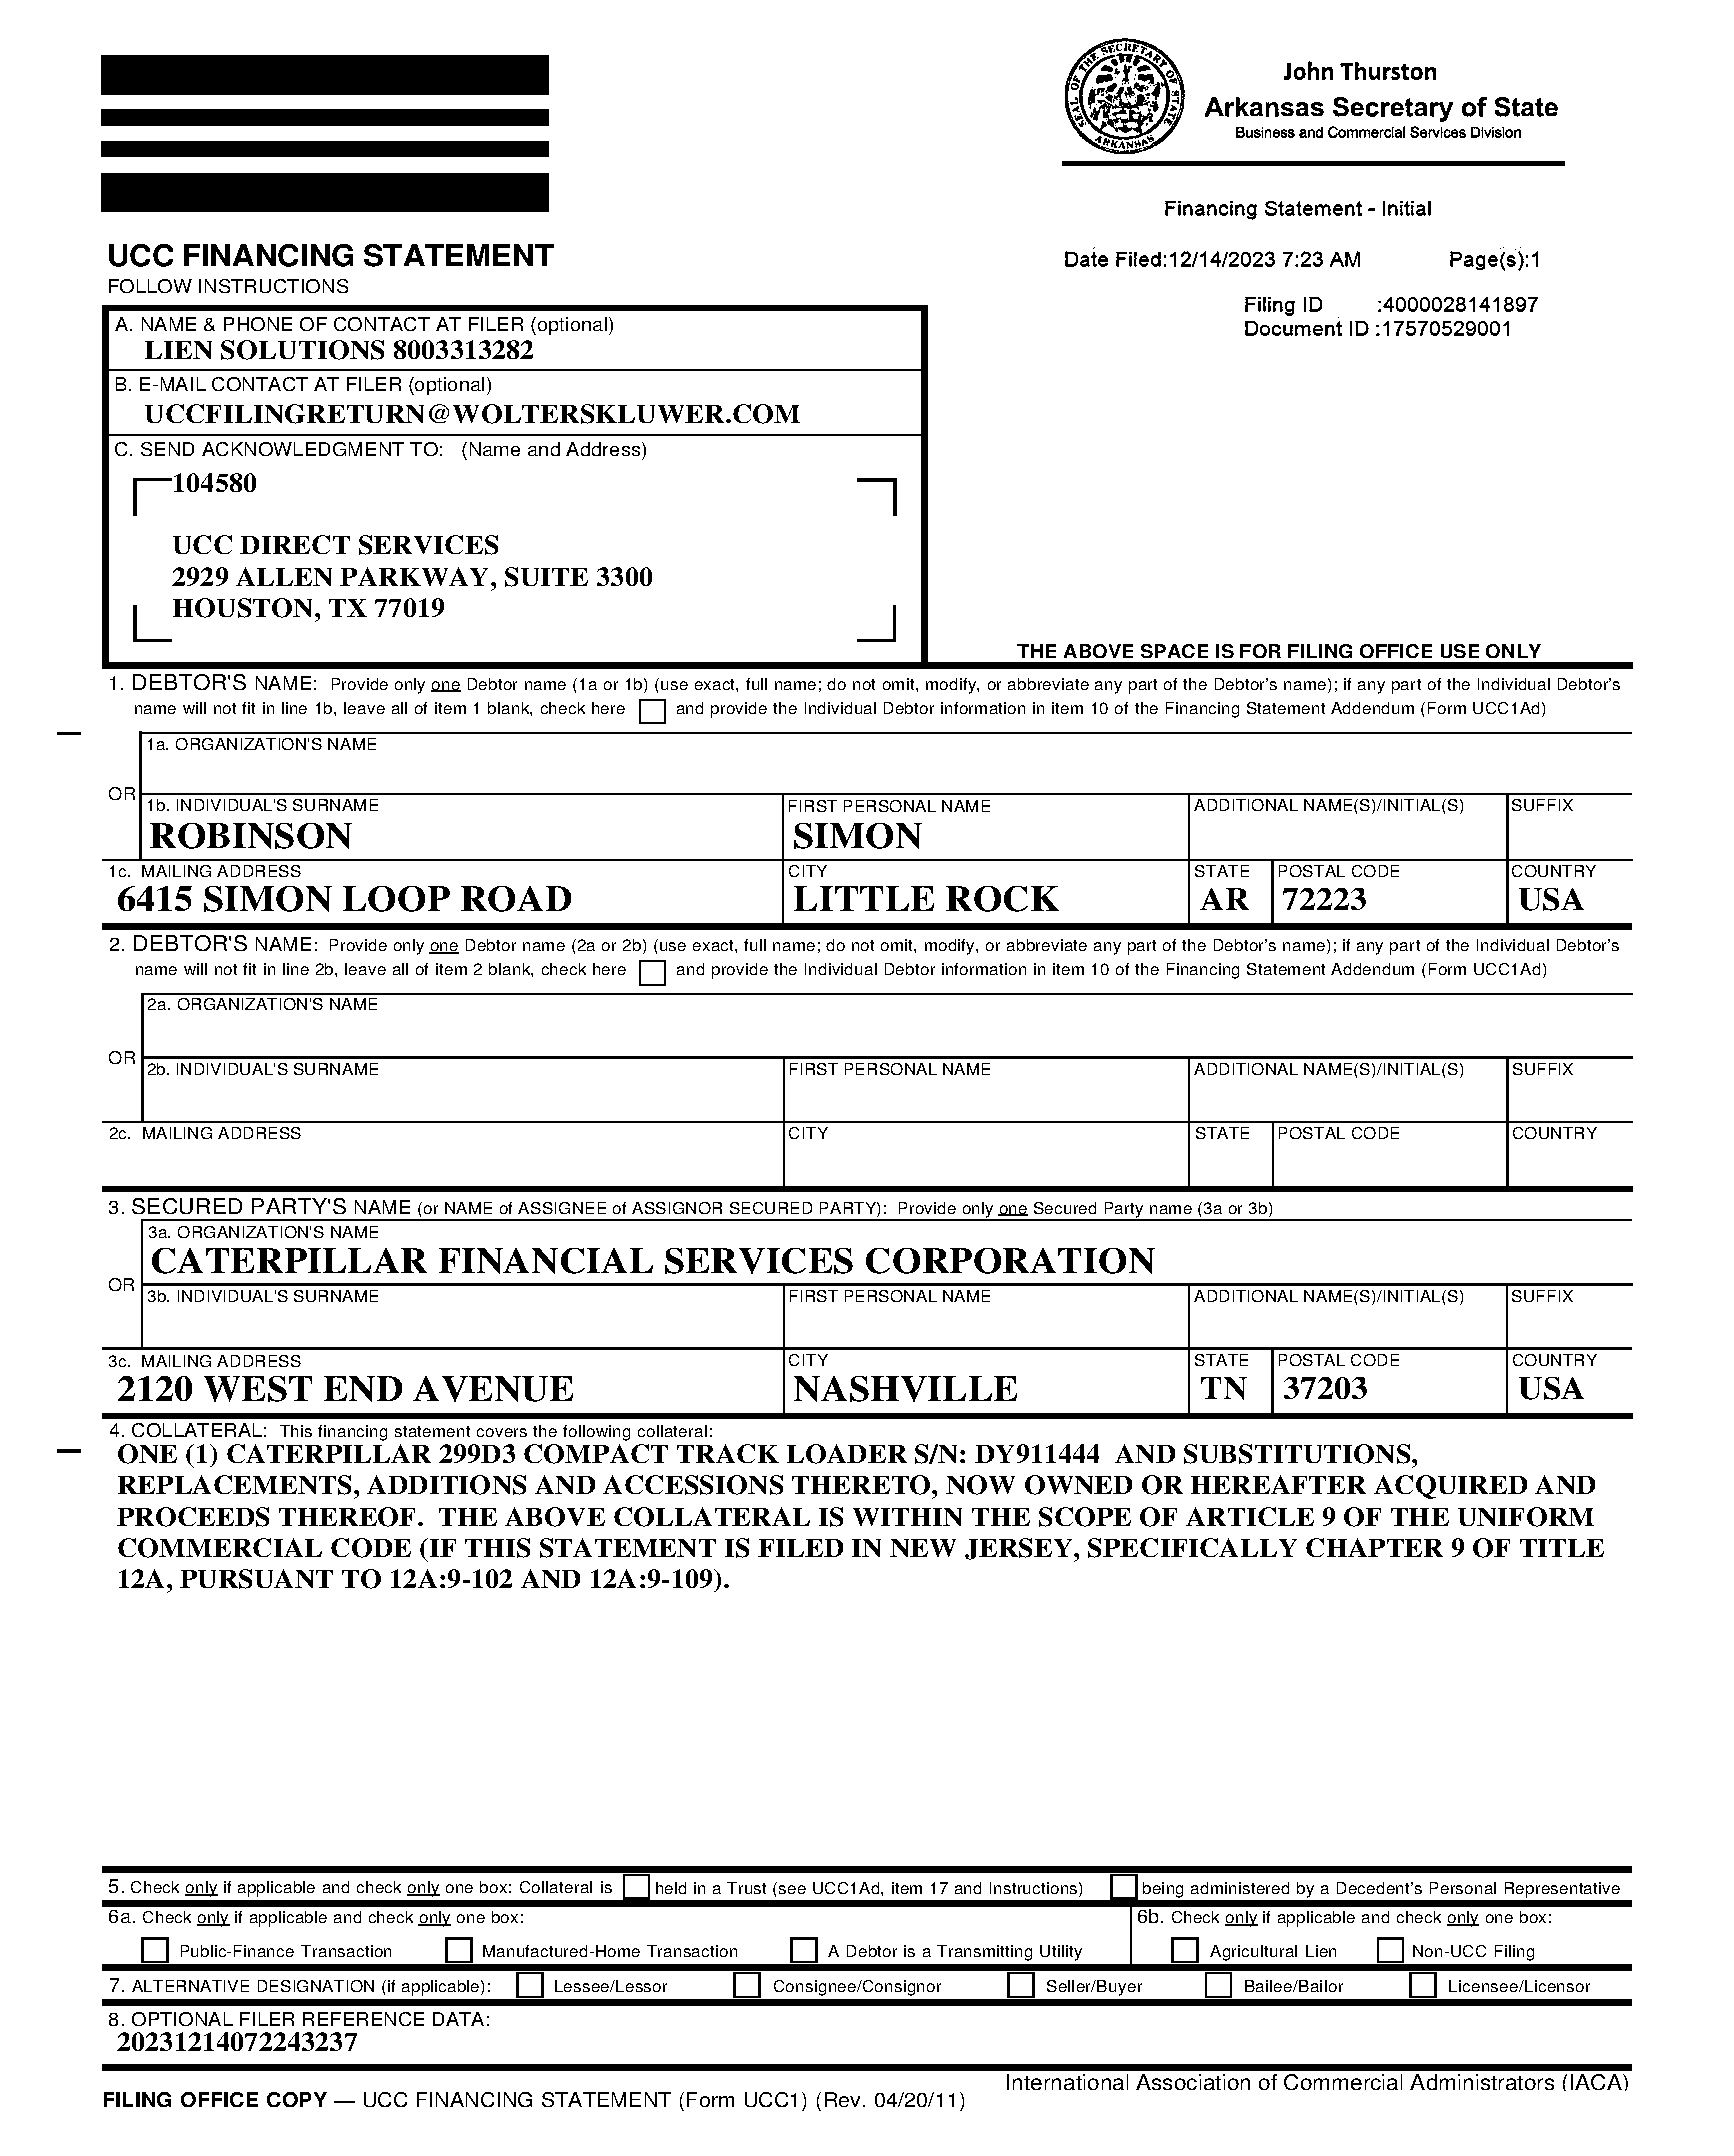 SEAL OF THE SECRETARY OF STATE
ARKANSAS
John Thurston
Arkansas Secretary of State
Business and Commercial Services Division
Financing Statement - Initial
Date Filed:12/14/2023 7:23 AM Page(s):1
Filing ID :4000028141897
Document ID :17570529001
UCC FINANCING STATEMENT
FOLLOW INSTRUCTIONS
A. NAME & PHONE OF CONTACT AT FILER (optional)
LIEN SOLUTIONS 8003313282
B. E-MAIL CONTACT AT FILER (optional)
UCCFILINGRETURN@WOLTERSKLUWER.COM
C. SEND ACKNOWLEDGMENT TO: (Name and Address)
104580
UCC DIRECT SERVICES
2929 ALLEN PARKWAY, SUITE 3300
HOUSTON, TX 77019
THE ABOVE SPACE IS FOR FILING OFFICE USE ONLY
1. DEBTOR'S NAME: Provide only one Debtor name (1a or 1b) (use exact, full name; do not omit, modify, or abbreviate any part of the Debtor's name); if any part of the Individual Debtor's
name will not fit in line 1b, leave all of item 1 blank, check here and provide the Individual Debtor information in item 10 of the Financing Statement Addendum (Form UCC1Ad)
1a. ORGANIZATION'S NAME
OR
1b. INDIVIDUAL'S SURNAME FIRST PERSONAL NAME ADDITIONAL NAME(S)/INITIAL(S) SUFFIX
ROBINSON SIMON
1c. MAILING ADDRESS CITY STATE POSTAL CODE COUNTRY
6415 SIMON LOOP ROAD LITTLE ROCK AR 72223 USA
2. DEBTOR'S NAME: Provide only one Debtor name (2a or 2b) (use exact, full name; do not omit, modify, or abbreviate any part of the Debtor's name); if any part of the Individual Debtor's
name will not fit in line 2b, leave all of item 2 blank, check here and provide the Individual Debtor information in item 10 of the Financing Statement Addendum (Form UCC1Ad)
2a. ORGANIZATION'S NAME
OR
2b. INDIVIDUAL'S SURNAME FIRST PERSONAL NAME ADDITIONAL NAME(S)/INITIAL(S) SUFFIX
2c. MAILING ADDRESS CITY STATE POSTAL CODE COUNTRY
3. SECURED PARTY'S NAME (or NAME of ASSIGNEE of ASSIGNOR SECURED PARTY): Provide only one Secured Party name (3a or 3b)
3a. ORGANIZATION'S NAME
CATERPILLAR FINANCIAL SERVICES CORPORATION
OR
3b. INDIVIDUAL'S SURNAME FIRST PERSONAL NAME ADDITIONAL NAME(S)/INITIAL(S) SUFFIX
3c. MAILING ADDRESS CITY STATE POSTAL CODE COUNTRY
2120 WEST END AVENUE NASHVILLE TN 37203 USA
4. COLLATERAL: This financing statement covers the following collateral:
ONE (1) CATERPILLAR 299D3 COMPACT TRACK LOADER S/N: DY911444 AND SUBSTITUTIONS,
REPLACEMENTS, ADDITIONS AND ACCESSIONS THERETO, NOW OWNED OR HEREAFTER ACQUIRED AND
PROCEEDS THEREOF. THE ABOVE COLLATERAL IS WITHIN THE SCOPE OF ARTICLE 9 OF THE UNIFORM
COMMERCIAL CODE (IF THIS STATEMENT IS FILED IN NEW JERSEY, SPECIFICALLY CHAPTER 9 OF TITLE
12A, PURSUANT TO 12A:9-102 AND 12A:9-109).
5. Check only if applicable and check only one box: Collateral is held in a Trust (see UCC1Ad, item 17 and Instructions) being administered by a Decedent's Personal Representative
6a. Check only if applicable and check only one box: 6b. Check only if applicable and check only one box:
Public-Finance Transaction Manufactured-Home Transaction A Debtor is a Transmitting Utility Agricultural Lien Non-UCC Filing
7. ALTERNATIVE DESIGNATION (if applicable): Lessee/Lessor Consignee/Consignor Seller/Buyer Bailee/Bailor Licensee/Licensor
8. OPTIONAL FILER REFERENCE DATA:
20231214072243237
FILING OFFICE COPY — UCC FINANCING STATEMENT (Form UCC1) (Rev. 04/20/11) International Association of Commercial Administrators (IACA)